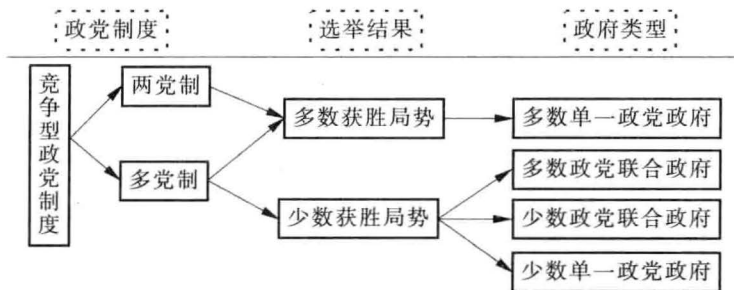 政党制度 选举结果 政府类型
竞争型政党制度
两党制
多党制
多数获胜局势
少数获胜局势
多数单一政党政府
多数政党联合政府
少数政党联合政府
少数单一政党政府